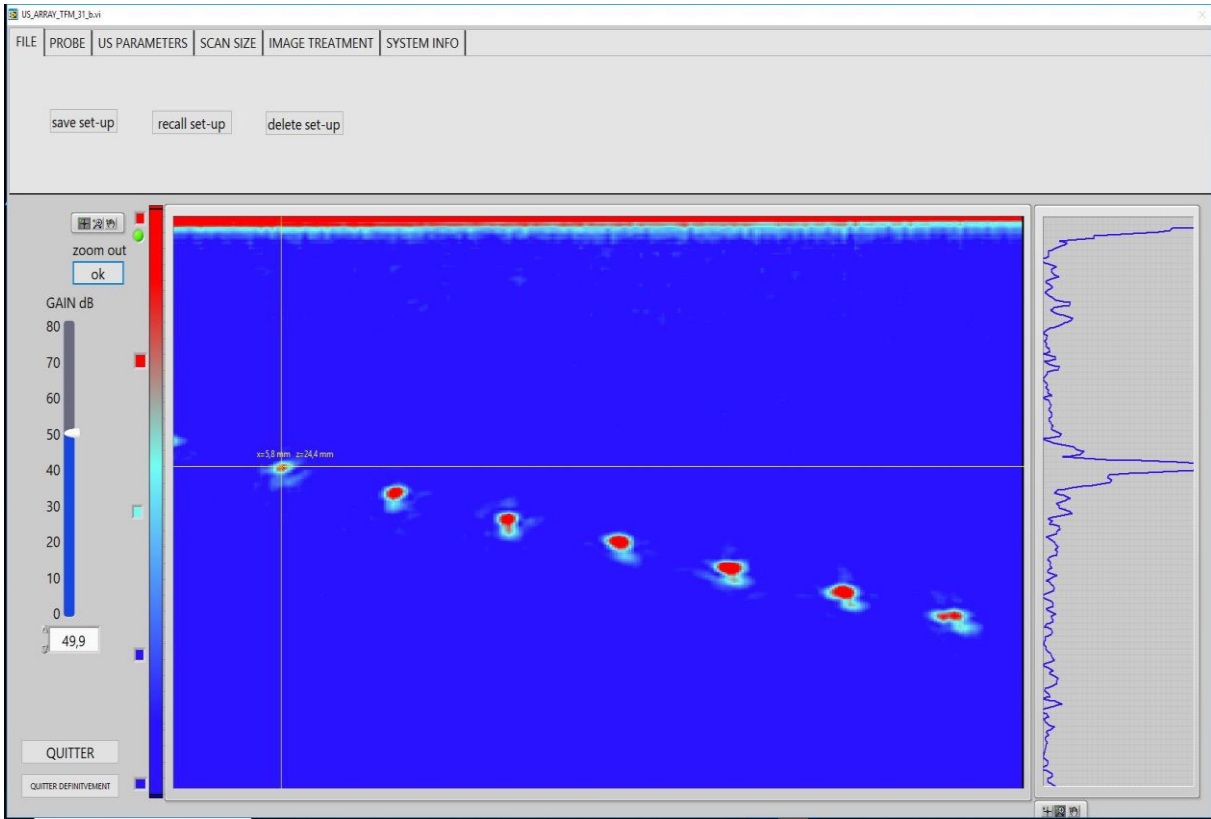 US_ARRAY_TFM_31_b.vi
FILE PROBE US PARAMETERS SCAN SIZE IMAGE TREATMENT SYSTEM INFO
save set-up recall set-up delete set-up
zoom out
ok
GAIN dB
80
70
60
50
40
30
20
10
0
49,9
x=5,8 mm z=24,4 mm
QUITTER
QUITTER DEFINITVEMENT